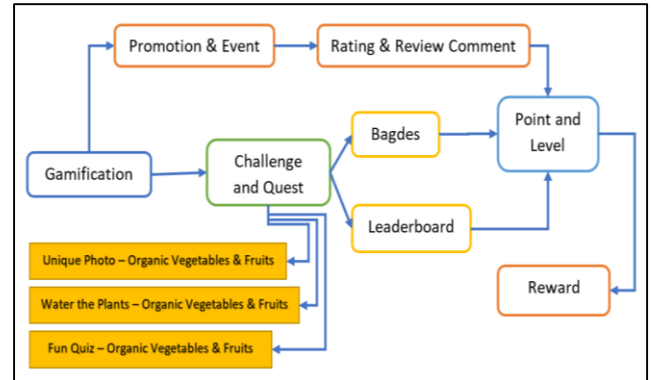 Promotion & Event
Rating & Review Comment
Gamification
Challenge
and Quest
Bagdes
Leaderboard
Point and
Level
Unique Photo – Organic Vegetables & Fruits
Water the Plants – Organic Vegetables & Fruits
Fun Quiz – Organic Vegetables & Fruits
Reward